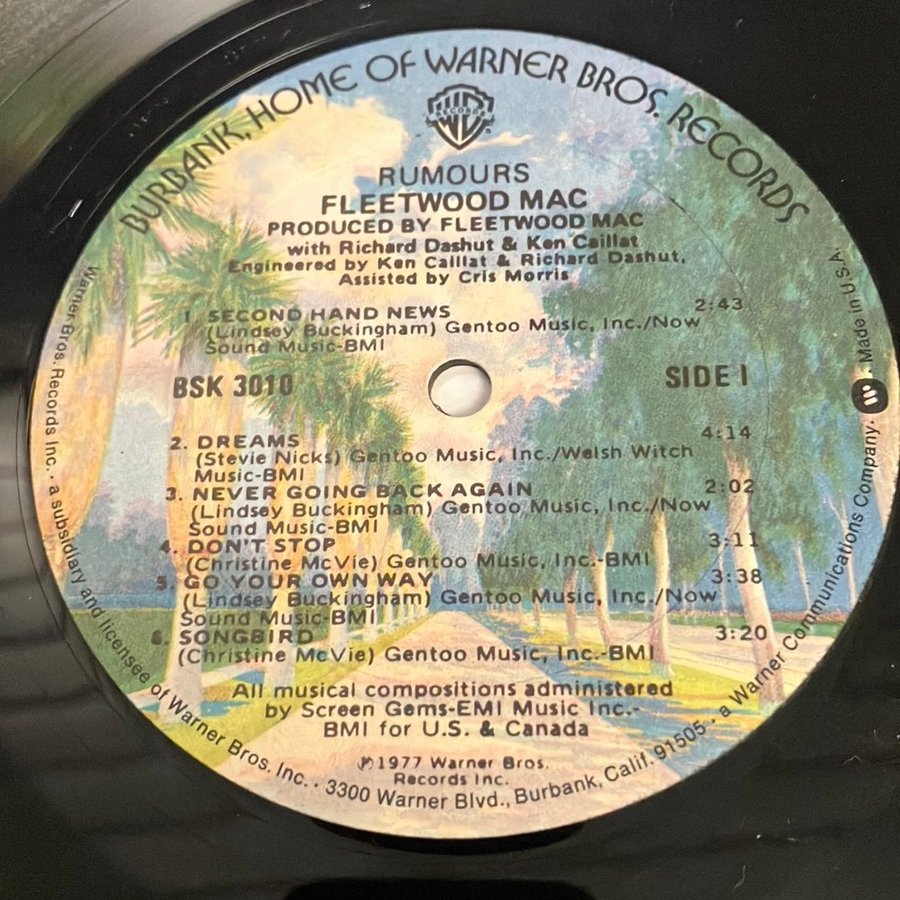 BURBANK, HOME OF WARNER BROS. RECORDS
WB
RECORDS
RUMOURS
FLEETWOOD MAC
PRODUCED BY FLEETWOOD MAC
with Richard Dashut & Ken Caillat
Engineered by Ken Caillat & Richard Dashut,
Assisted by Cris Morris
1. SECOND HAND NEWS 2:43
(Lindsey Buckingham) Gentoo Music, Inc./Now
Sound Music-BMI
BSK 3010 SIDE 1
2. DREAMS 4:14
(Stevie Nicks) Gentoo Music, Inc./Welsh Witch
Music-BMI
3. NEVER GOING BACK AGAIN 2:02
(Lindsey Buckingham) Gentoo Music, Inc./Now
Sound Music-BMI
4. DON'T STOP 3:11
(Christine McVie) Gentoo Music, Inc.-BMI
5. GO YOUR OWN WAY 3:38
(Lindsey Buckingham) Gentoo Music, Inc./Now
Sound Music-BMI
6. SONGBIRD 3:20
(Christine McVie) Gentoo Music, Inc.-BMI
All musical compositions administered
by Screen Gems-EMI Music Inc.-
BMI for U.S. & Canada
℗1977 Warner Bros.
Records Inc.
Warner Bros. Records Inc. · a subsidiary and licensee of Warner Bros. Inc. · 3300 Warner Blvd., Burbank, Calif. 91505 · a Warner Communications Company. W . Made in U.S.A.